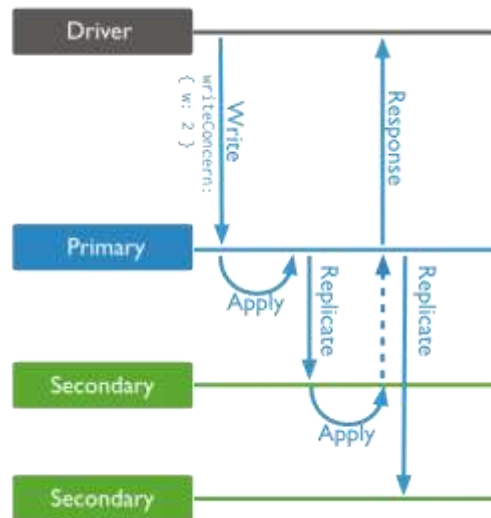 Driver
Write
writeConcern:
{ w: 2 }
Response
Primary
Apply
Replicate
Replicate
Secondary
Apply
Secondary